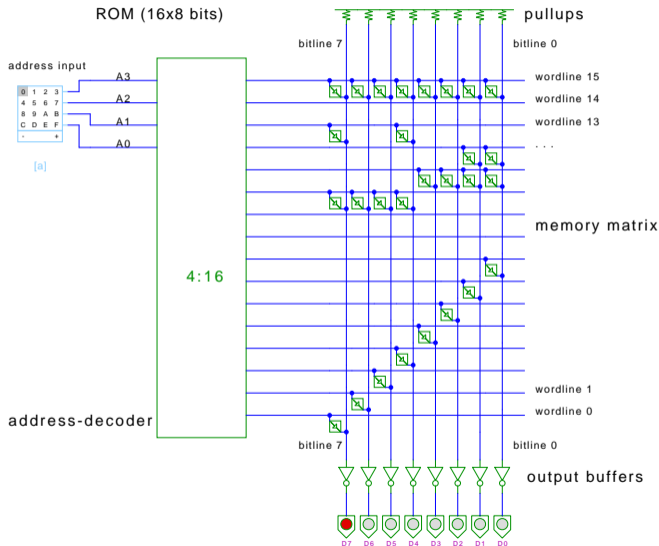 ROM (16x8 bits)
pullups
bitline 7
bitline 0
address input
A3
wordline 15
0 1 2 3
A2
wordline 14
4 5 6 7
8 9 A B
A1
wordline 13
C D E F
- +
A0
. . .
[a]
memory matrix
4:16
wordline 1
wordline 0
address-decoder
bitline 7
bitline 0
output buffers
D7 D6 D5 D4 D3 D2 D1 D0